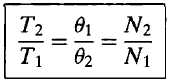 T₂/T₁ = θ₁/θ₂ = N₂/N₁